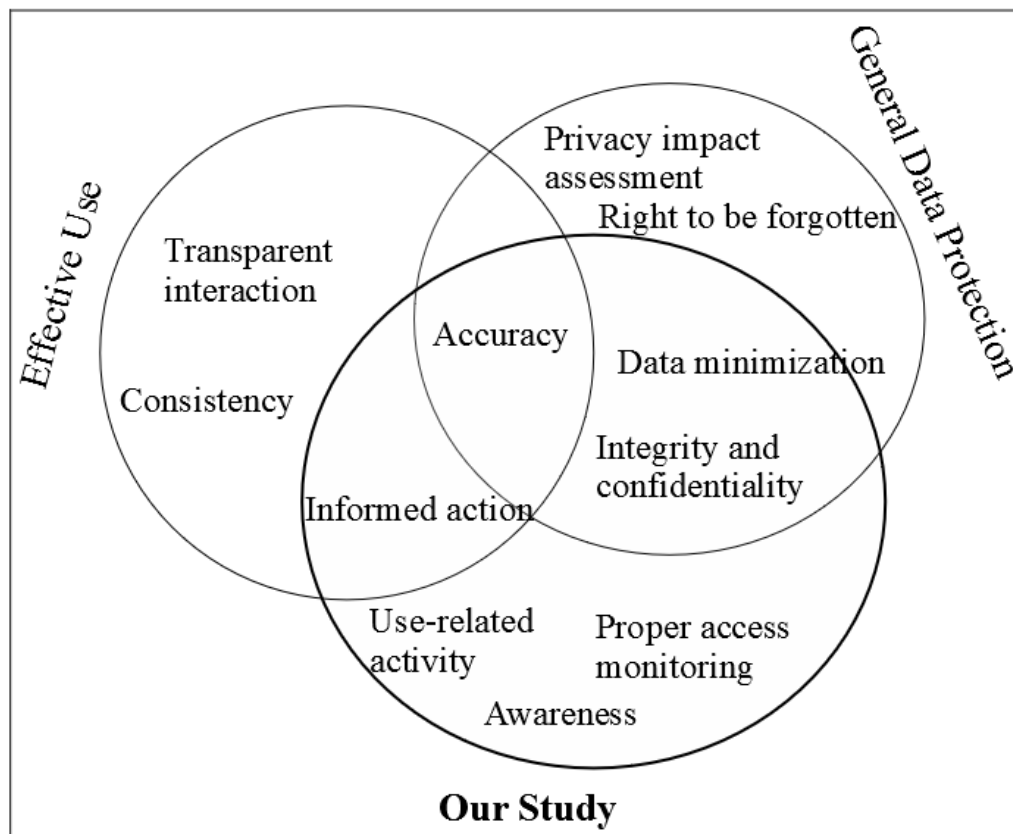 General Data Protection
Effective Use
Privacy impact
assessment
Right to be forgotten
Transparent
interaction
Accuracy
Data minimization
Consistency
Integrity and
confidentiality
Informed action
Use-related
activity
Proper access
monitoring
Awareness
Our Study